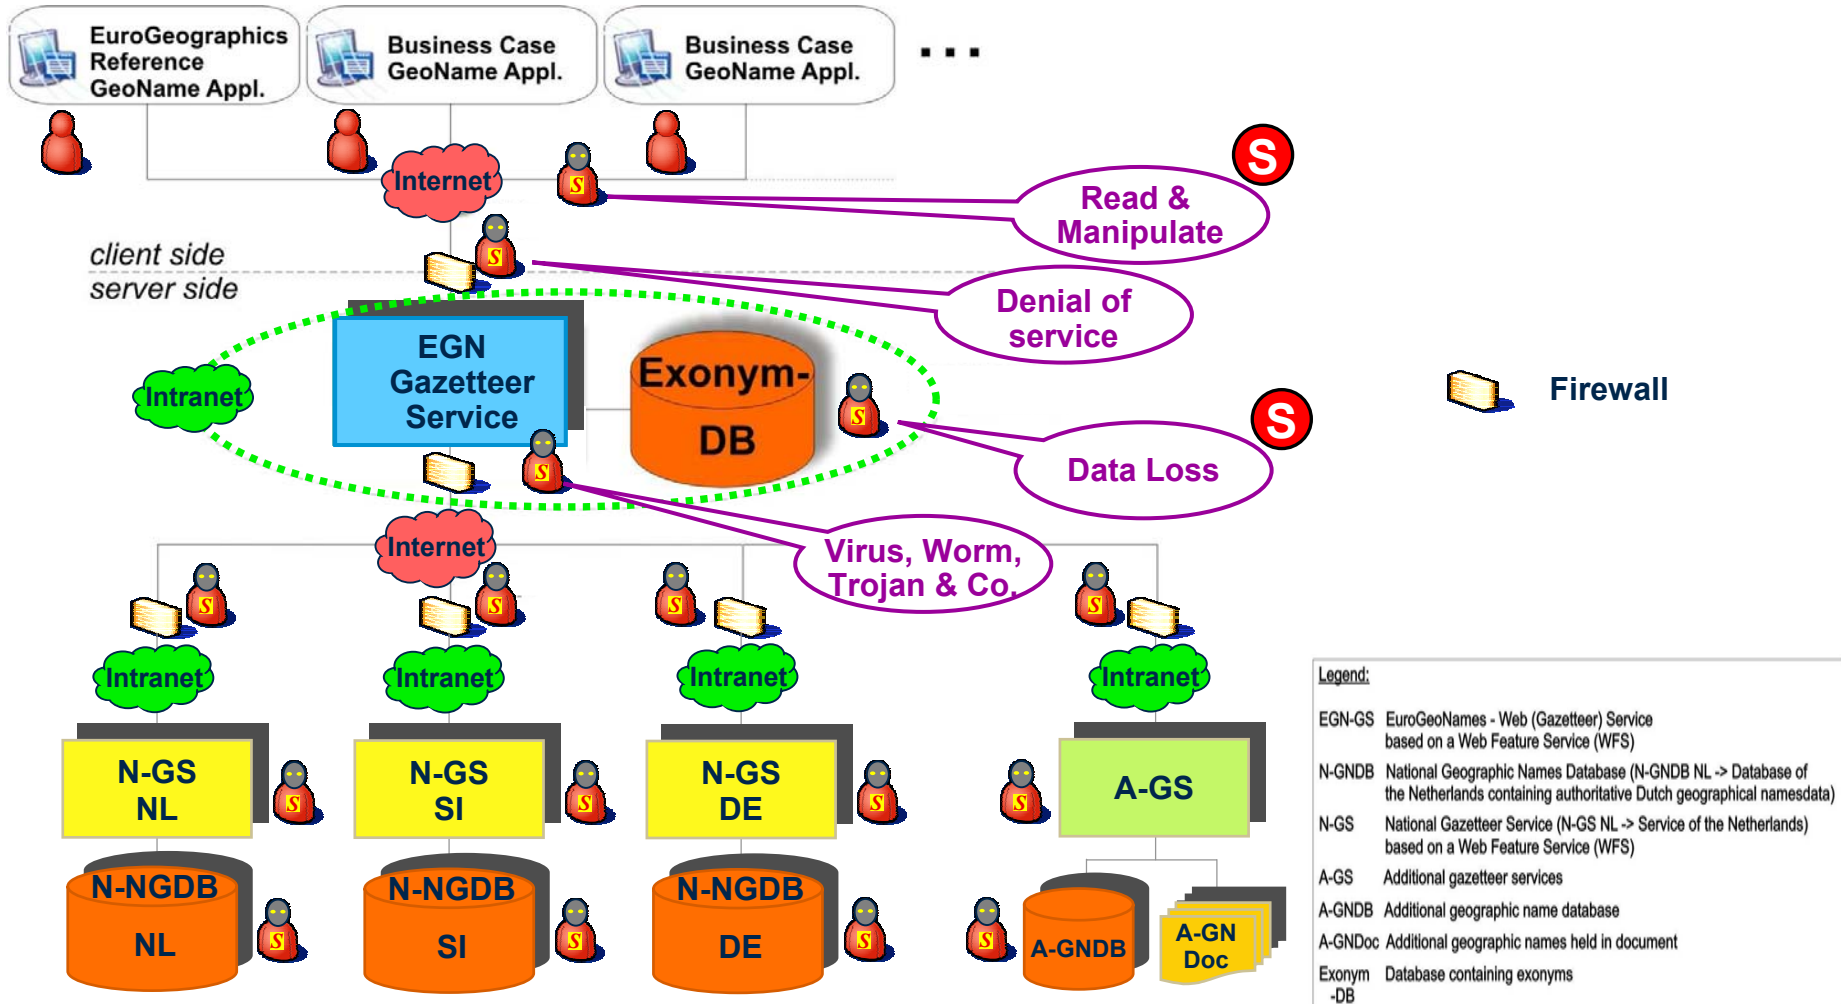 EuroGeographics
Reference
GeoName Appl.
Business Case
GeoName Appl.
Business Case
GeoName Appl.
...
Internet
S
S
Read &
Manipulate
client side
server side
S
Denial of
service
EGN
Gazetteer
Service
Exonym-
DB
Intranet
S
S
Data Loss
Firewall
S
Internet
Virus, Worm,
Trojan & Co.
S
S
S
S
Intranet
Intranet
Intranet
Intranet
N-GS
NL
S
N-GS
SI
S
N-GS
DE
S
S
A-GS
N-NGDB
NL
S
N-NGDB
SI
S
N-NGDB
DE
S
S
A-GNDB
A-GN
Doc
Legend:
EGN-GS EuroGeoNames - Web (Gazetteer) Service
based on a Web Feature Service (WFS)
N-GNDB National Geographic Names Database (N-GNDB NL -> Database of
the Netherlands containing authoritative Dutch geographical namesdata)
N-GS National Gazetteer Service (N-GS NL -> Service of the Netherlands)
based on a Web Feature Service (WFS)
A-GS Additional gazetteer services
A-GNDB Additional geographic name database
A-GNDoc Additional geographic names held in document
Exonym Database containing exonyms
-DB